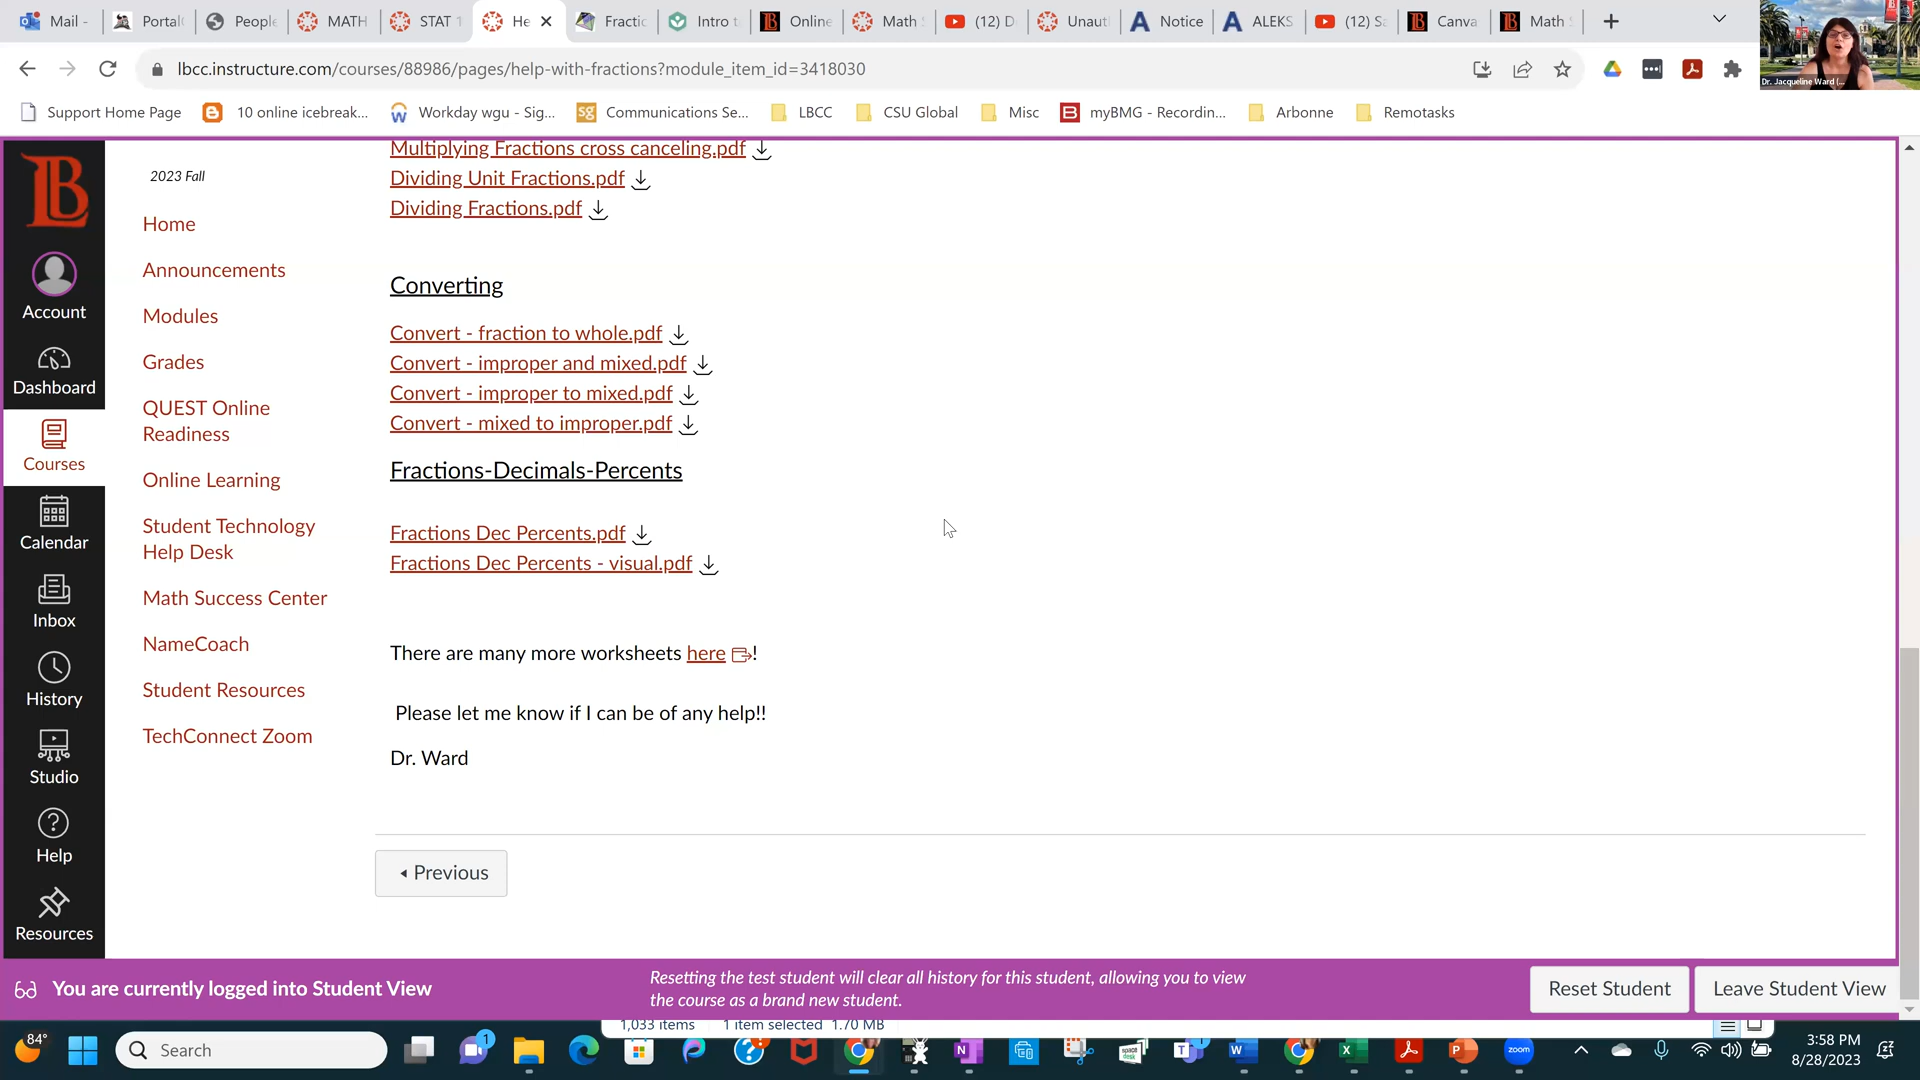 Mail -
Portal
People
MATH
STAT 1
He
Fractic
Intro t
Online
Math S
(12) D
Unaut
Notice
ALEKS
(12) Sa
Canva
Math S
lbcc.instructure.com/courses/88986/pages/help-with-fractions?module_item_id=3418030
Dr. Jacqueline Ward (...
Support Home Page
10 online icebreak...
Workday wgu - Sig...
Communications Se...
LBCC
CSU Global
Misc
myBMG - Recordin...
Arbonne
Remotasks
Account
Dashboard
Courses
Calendar
Inbox
History
Studio
Help
Resources
2023 Fall
Home
Announcements
Modules
Grades
QUEST Online
Readiness
Online Learning
Student Technology
Help Desk
Math Success Center
NameCoach
Student Resources
TechConnect Zoom
Multiplying Fractions cross canceling.pdf
Dividing Unit Fractions.pdf
Dividing Fractions.pdf
Converting
Convert - fraction to whole.pdf
Convert - improper and mixed.pdf
Convert - improper to mixed.pdf
Convert - mixed to improper.pdf
Fractions-Decimals-Percents
Fractions Dec Percents.pdf
Fractions Dec Percents - visual.pdf
There are many more worksheets here !
Please let me know if I can be of any help!!
Dr. Ward
Previous
You are currently logged into Student View
Resetting the test student will clear all history for this student, allowing you to view
the course as a brand new student.
Reset Student
Leave Student View
1,033 items 1 item selected 1.70 MB
84°
Search
1
zoom
3:58 PM
8/28/2023